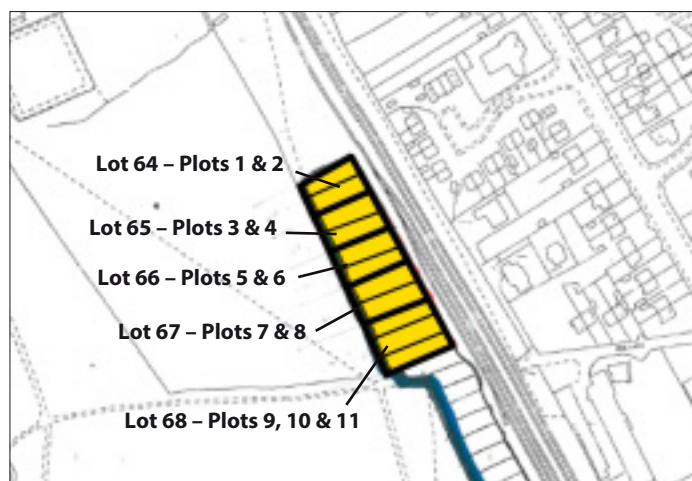 Lot 64 – Plots 1 & 2
Lot 65 – Plots 3 & 4
Lot 66 – Plots 5 & 6
Lot 67 – Plots 7 & 8
Lot 68 – Plots 9, 10 & 11